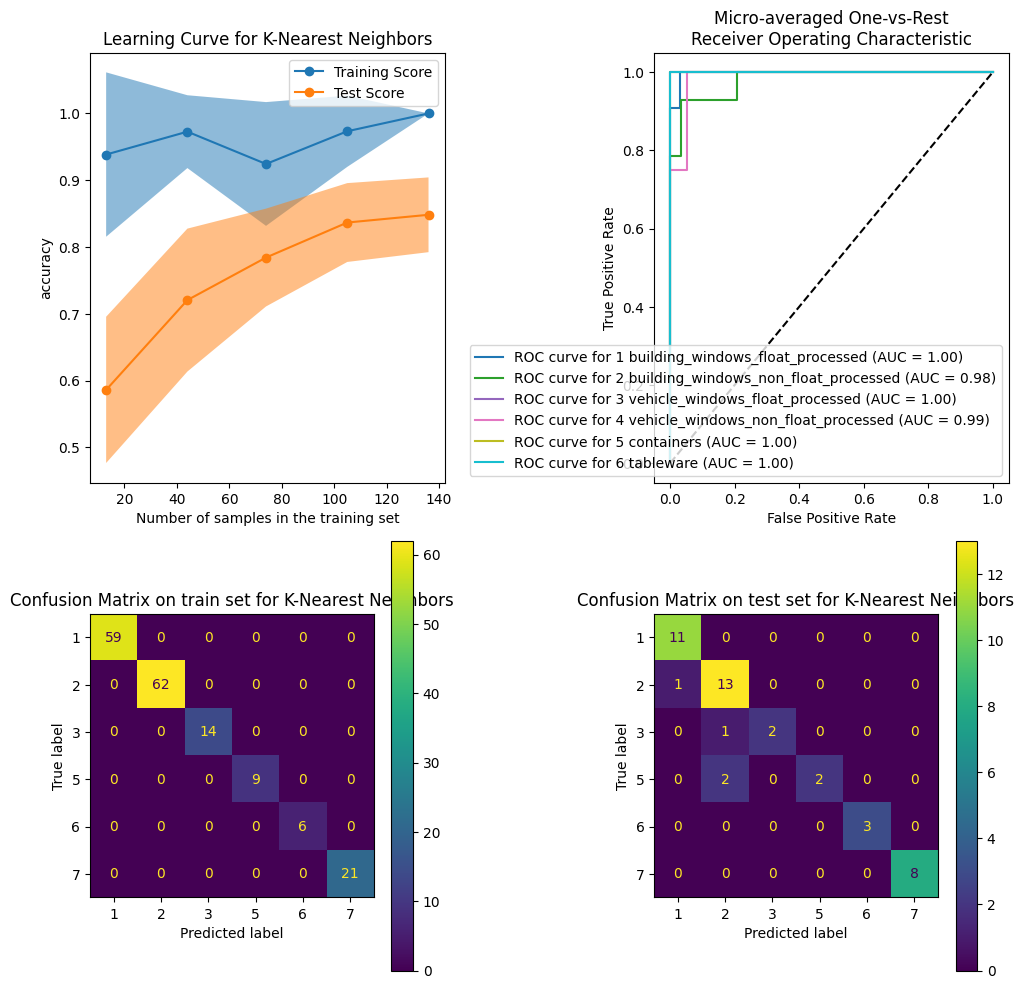 Learning Curve for K-Nearest Neighbors
Training Score
Test Score
1.0
0.9
0.8
0.7
0.6
0.5
accuracy
20 40 60 80 100 120 140
Number of samples in the training set
Micro-averaged One-vs-Rest
Receiver Operating Characteristic
1.0
0.8
0.6
0.4
0.2
0.0
True Positive Rate
ROC curve for 1 building_windows_float_processed (AUC = 1.00)
ROC curve for 2 building_windows_non_float_processed (AUC = 0.98)
ROC curve for 3 vehicle_windows_float_processed (AUC = 1.00)
ROC curve for 4 vehicle_windows_non_float_processed (AUC = 0.99)
ROC curve for 5 containers (AUC = 1.00)
ROC curve for 6 tableware (AUC = 1.00)
0.0 0.2 0.4 0.6 0.8 1.0
False Positive Rate
Confusion Matrix on train set for K-Nearest Neighbors
True label
1 59 0 0 0 0 0
2 0 62 0 0 0 0
3 0 0 14 0 0 0
5 0 0 0 9 0 0
6 0 0 0 0 6 0
7 0 0 0 0 0 21
1 2 3 5 6 7
Predicted label
60
50
40
30
20
10
0
Confusion Matrix on test set for K-Nearest Neighbors
True label
1 11 0 0 0 0 0
2 1 13 0 0 0 0
3 0 1 2 0 0 0
5 0 2 0 2 0 0
6 0 0 0 0 3 0
7 0 0 0 0 0 8
1 2 3 5 6 7
Predicted label
12
10
8
6
4
2
0